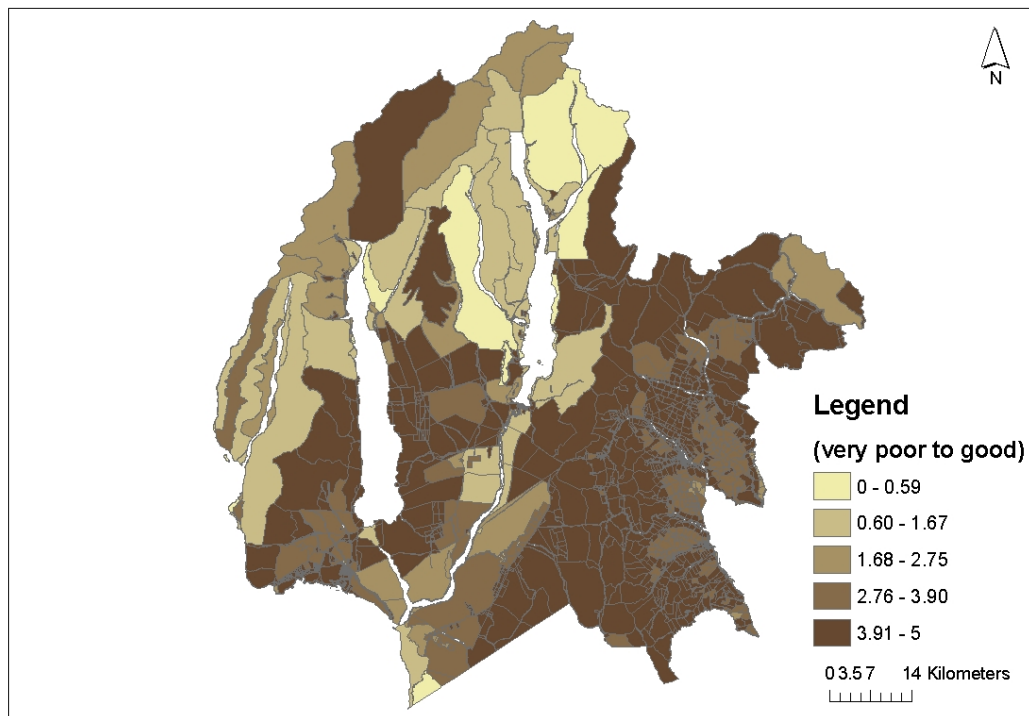 N
Legend
(very poor to good)
0 - 0.59
0.60 - 1.67
1.68 - 2.75
2.76 - 3.90
3.91 - 5
0 3.5 7 14 Kilometers